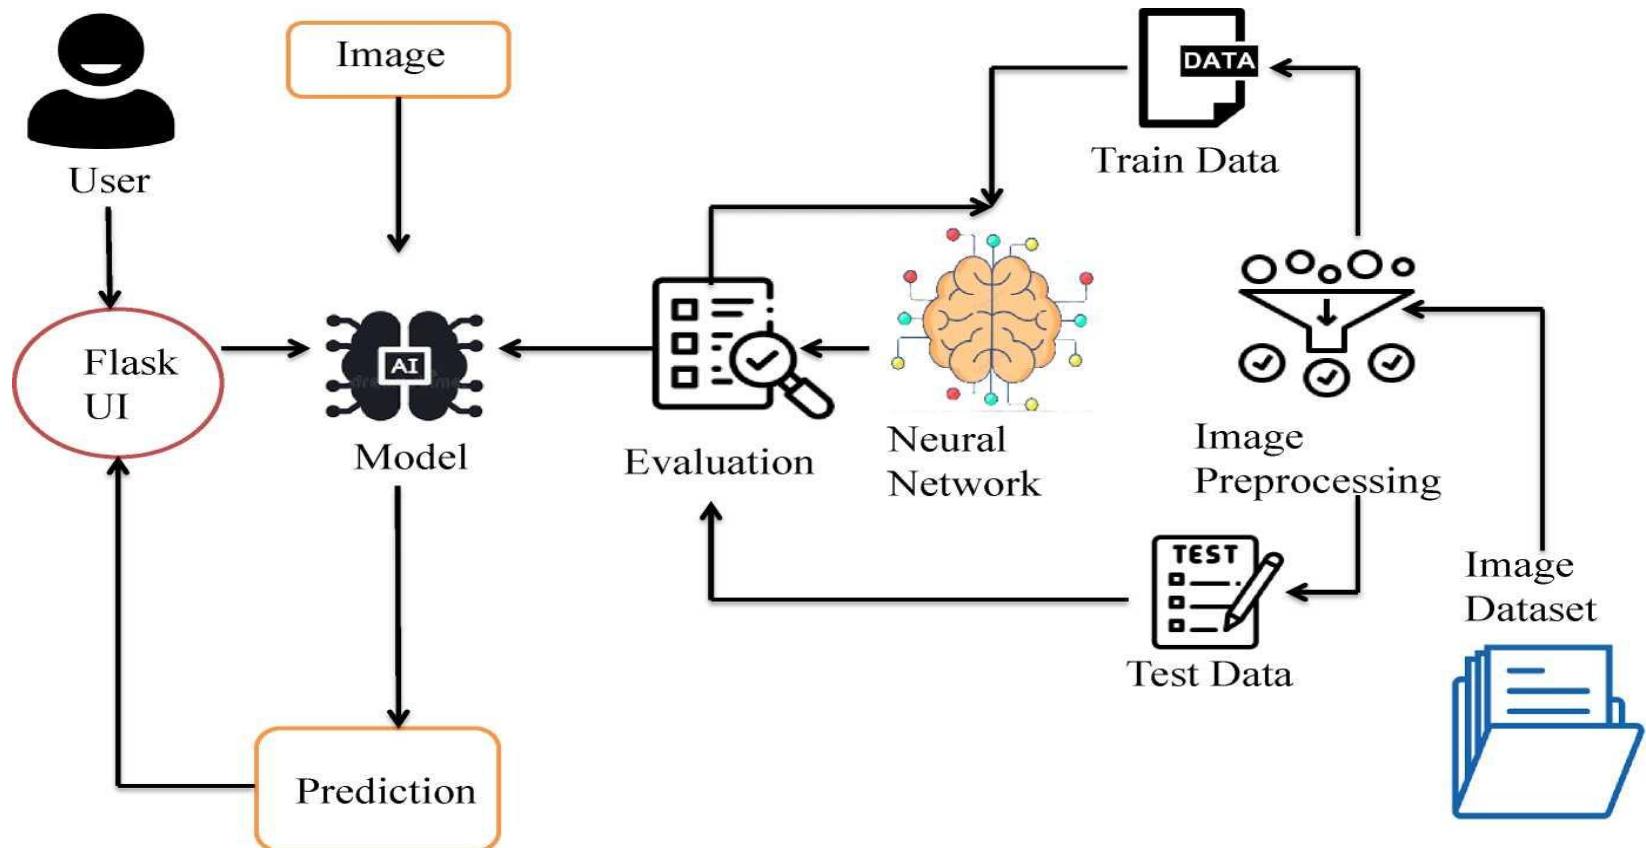 Image
DATA
Train Data
User
Flask
UI
AI
Model
Evaluation
Neural
Network
Image
Preprocessing
TEST
Test Data
Image
Dataset
Prediction